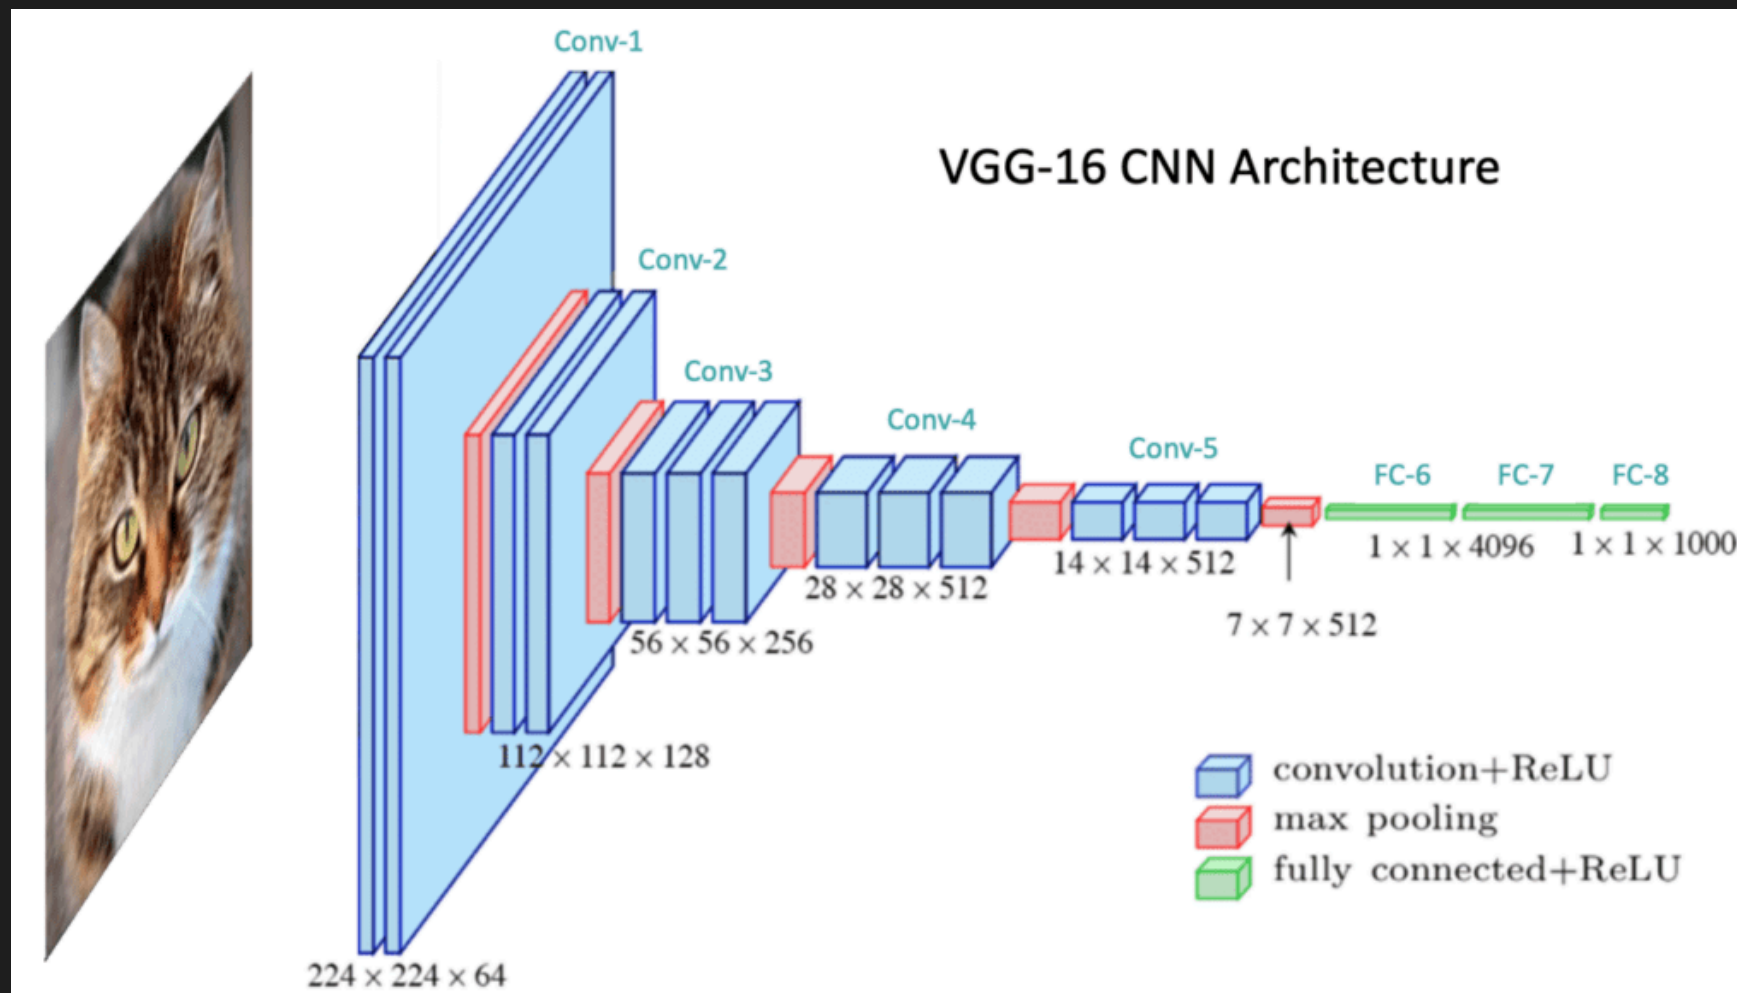 Conv-1
VGG-16 CNN Architecture
Conv-2
Conv-3
Conv-4
Conv-5
FC-6
FC-7
FC-8
1 × 1 × 4096
1 × 1 × 1000
14 × 14 × 512
28 × 28 × 512
7 × 7 × 512
56 × 56 × 256
112 × 112 × 128
224 × 224 × 64
convolution+ReLU
max pooling
fully connected+ReLU